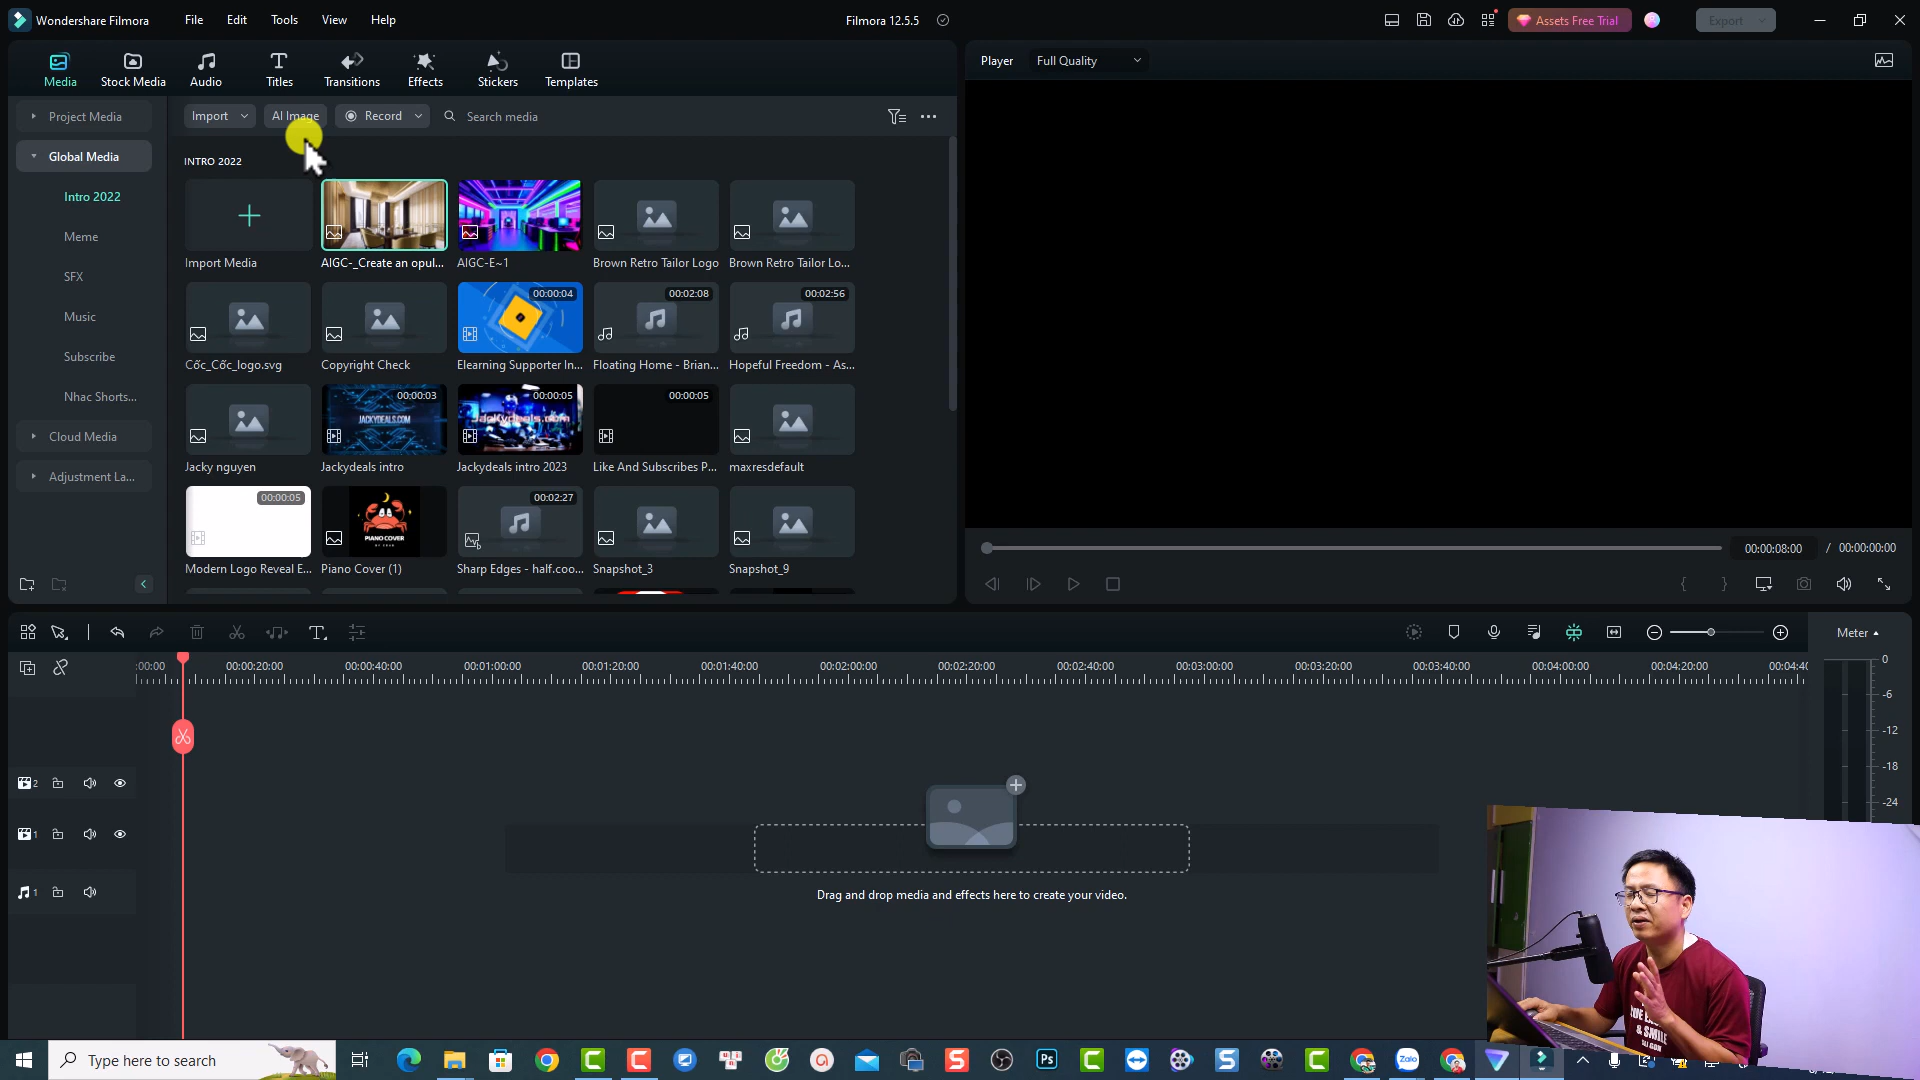 Wondershare Filmora
File
Edit
Tools
View
Help
Filmora 12.5.5
Assets Free Trial
Export
Media
Stock Media
Audio
Titles
Transitions
Effects
Stickers
Templates
Player
Full Quality
Project Media
Import
AI Image
Record
Search media
Global Media
INTRO 2022
Intro 2022
Meme
SFX
Music
Subscribe
Nhac Shorts...
Cloud Media
Adjustment La...
Import Media
AIGC-_Create an opul...
AIGC-E~1
Brown Retro Tailor Logo
Brown Retro Tailor Lo...
00:00:04
00:02:08
00:02:56
Cốc_Cốc_logo.svg
Copyright Check
Elearning Supporter In...
Floating Home - Brian...
Hopeful Freedom - As...
00:00:03
00:00:05
00:00:05
JACKYDEALS.COM
Jackydeals.com
Jacky nguyen
Jackydeals intro
Jackydeals intro 2023
Like And Subscribes P...
maxresdefault
00:00:05
00:02:27
PIANO COVER
Modern Logo Reveal E...
Piano Cover (1)
Sharp Edges - half.coo...
Snapshot_3
Snapshot_9
00:00:08:00 / 00:00:00:00
Meter
:00:00
00:00:20:00
00:00:40:00
00:01:00:00
00:01:20:00
00:01:40:00
00:02:00:00
00:02:20:00
00:02:40:00
00:03:00:00
00:03:20:00
00:03:40:00
00:04:00:00
00:04:20:00
00:04:40
0
-6
-12
-18
-24
2
1
1
Drag and drop media and effects here to create your video.
& SMILE
Type here to search
Ps
Zalo